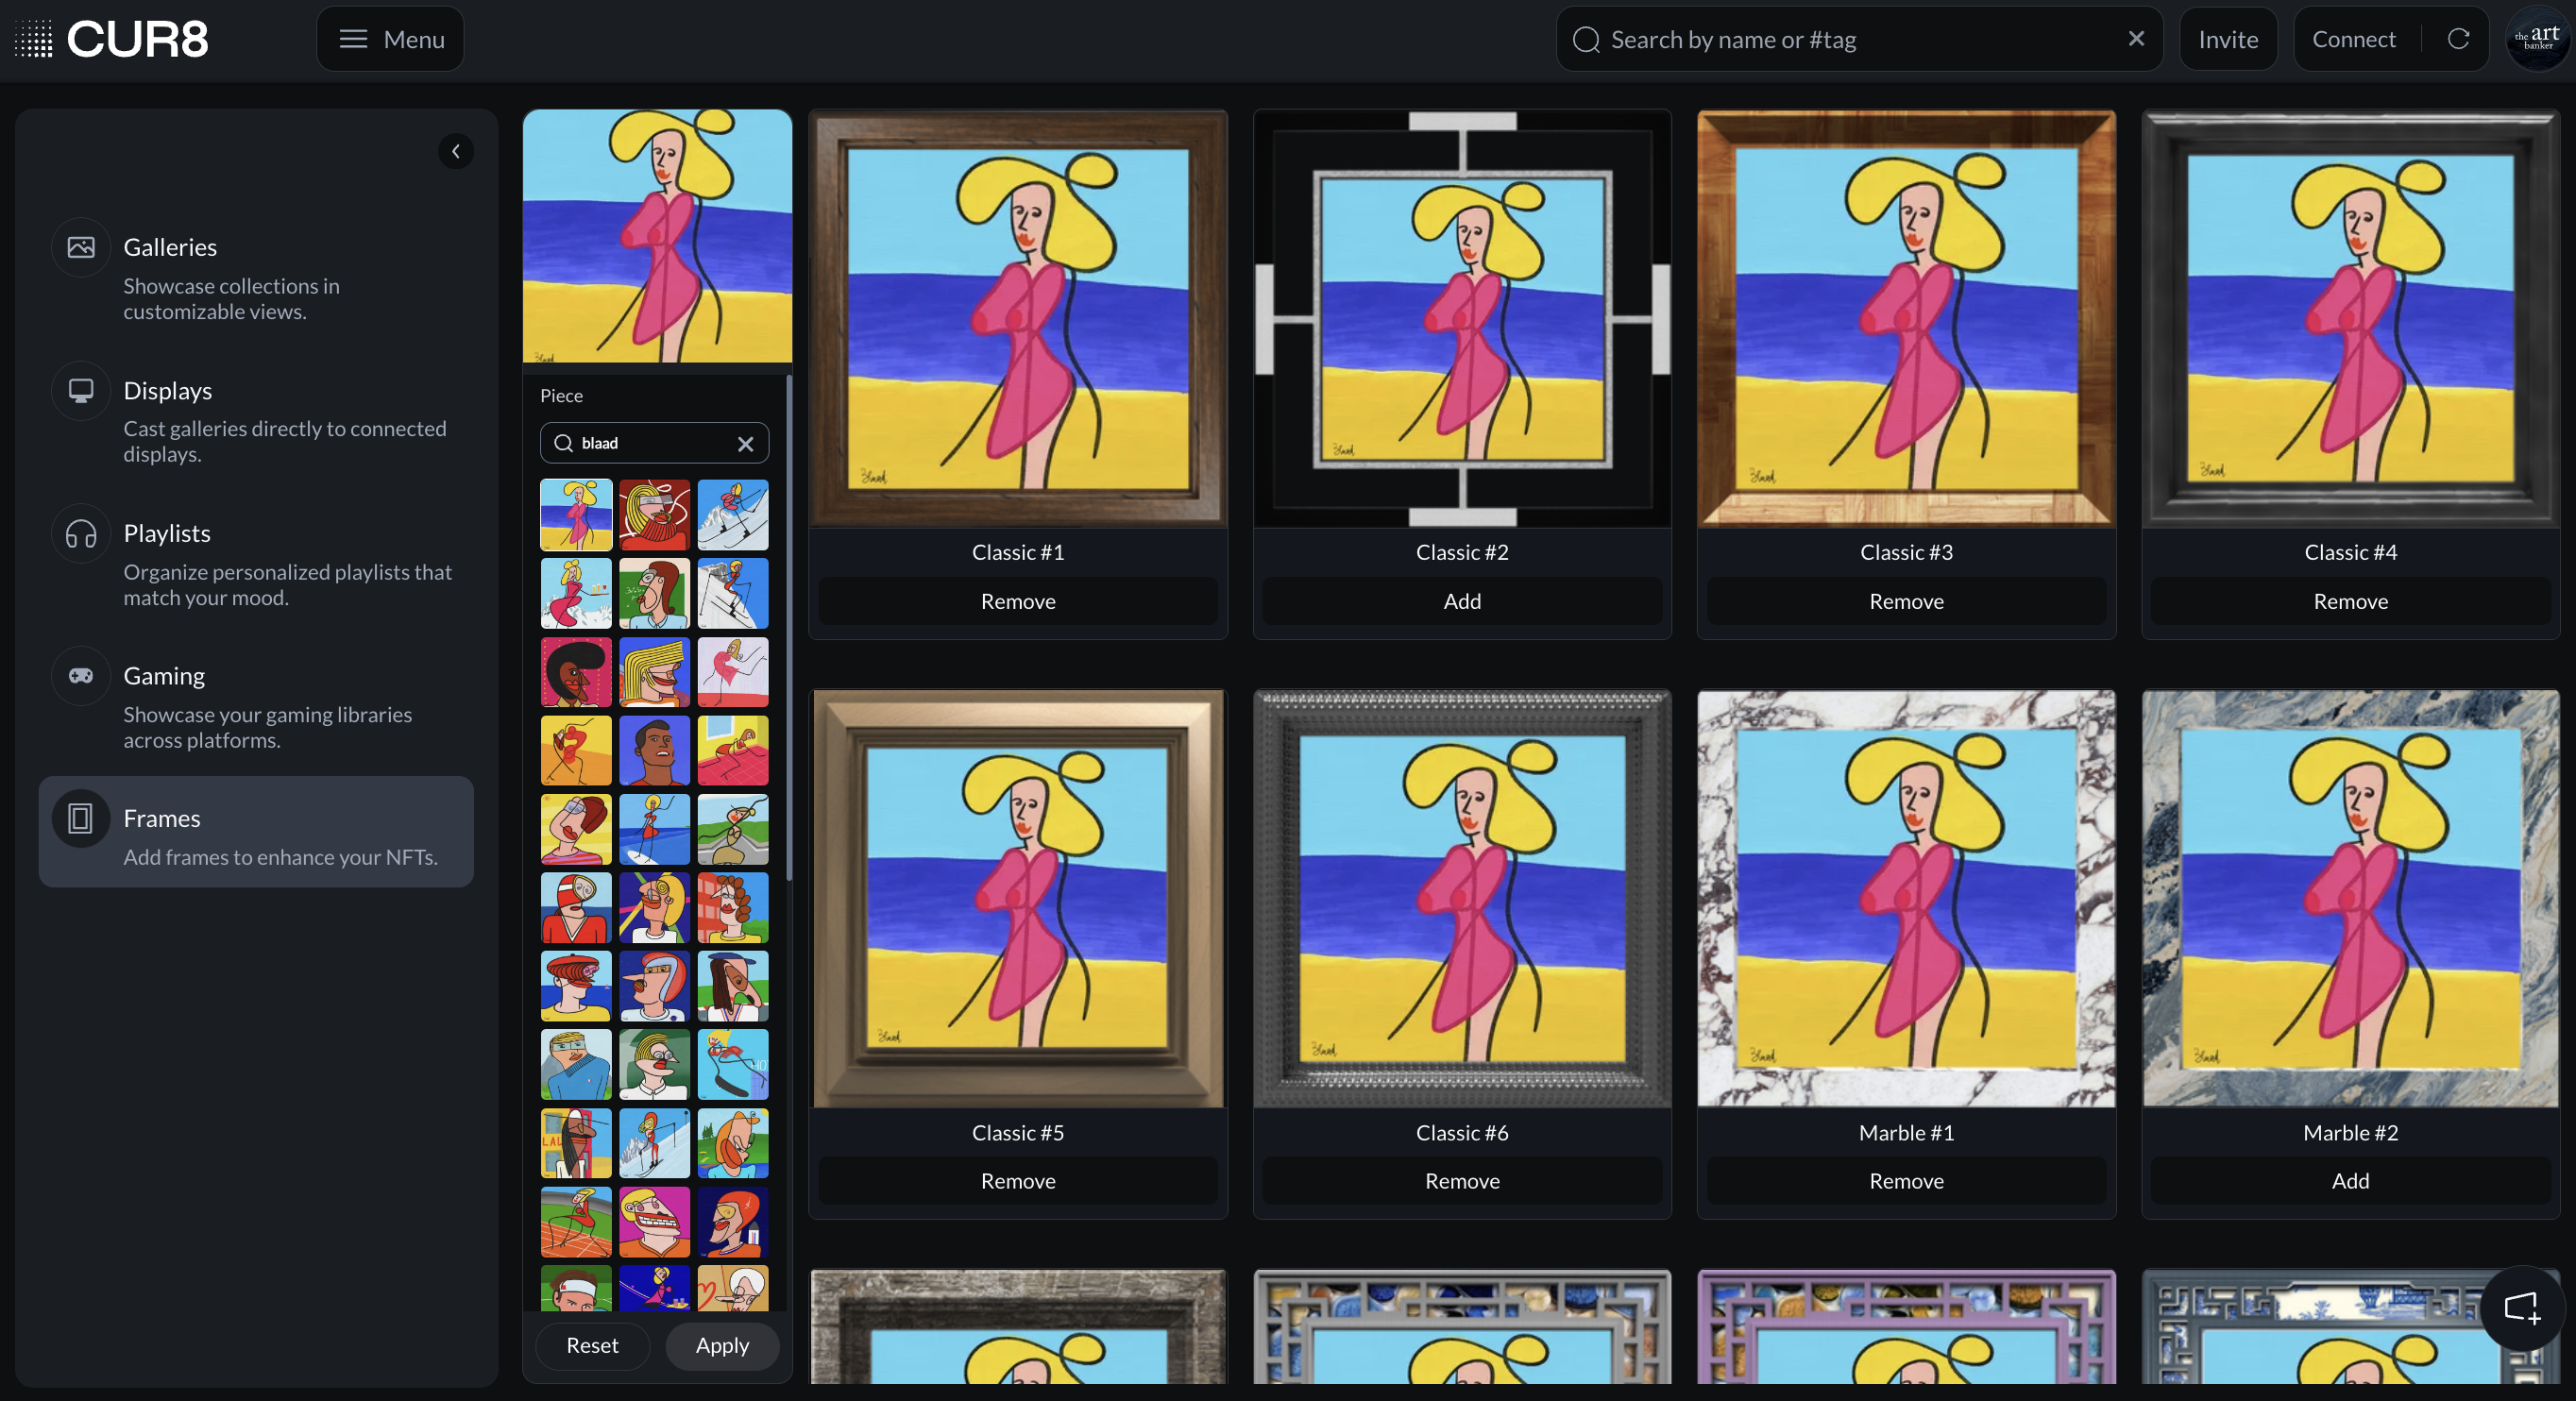 CUR8
Menu
Search by name or #tag
Invite
Connect
the art
banker
Galleries
Showcase collections in
customizable views.
Displays
Cast galleries directly to connected
displays.
Playlists
Organize personalized playlists that
match your mood.
Gaming
Showcase your gaming libraries
across platforms.
Frames
Add frames to enhance your NFTs.
Piece
blaad
Reset
Apply
Classic #1
Remove
Classic #2
Add
Classic #3
Remove
Classic #4
Remove
Classic #5
Remove
Classic #6
Remove
Marble #1
Remove
Marble #2
Add